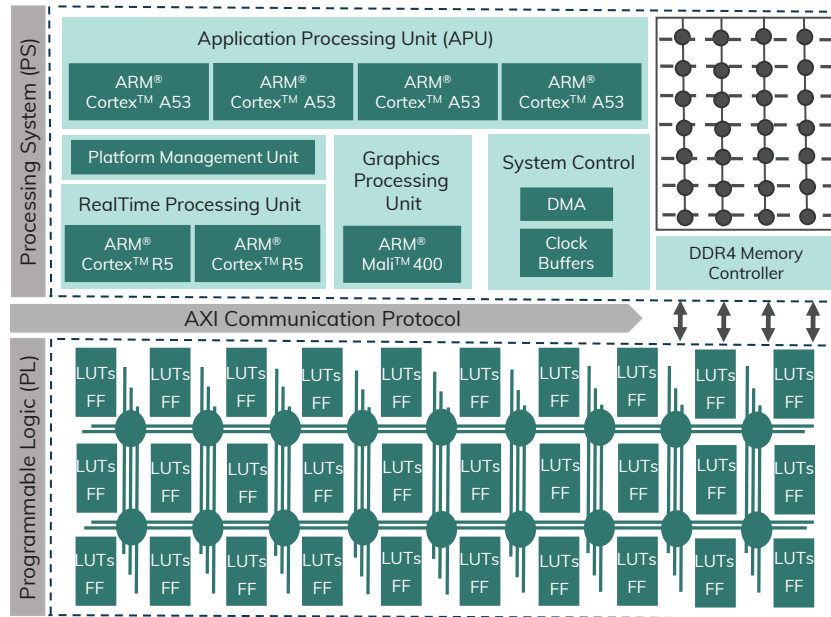 Processing System (PS)
Application Processing Unit (APU)
ARM®
Cortex™ A53
ARM®
Cortex™ A53
ARM®
Cortex™ A53
ARM®
Cortex™ A53
Platform Management Unit
RealTime Processing Unit
ARM®
Cortex™ R5
ARM®
Cortex™ R5
Graphics
Processing
Unit
ARM®
Mali™ 400
System Control
DMA
Clock
Buffers
DDR4 Memory
Controller
AXI Communication Protocol
Programmable Logic (PL)
LUTs
FF
LUTs
FF
LUTs
FF
LUTs
FF
LUTs
FF
LUTs
FF
LUTs
FF
LUTs
FF
LUTs
FF
LUTs
FF
LUTs
FF
LUTs
FF
LUTs
FF
LUTs
FF
LUTs
FF
LUTs
FF
LUTs
FF
LUTs
FF
LUTs
FF
LUTs
FF
LUTs
FF
LUTs
FF
LUTs
FF
LUTs
FF
LUTs
FF
LUTs
FF
LUTs
FF
LUTs
FF
LUTs
FF
LUTs
FF